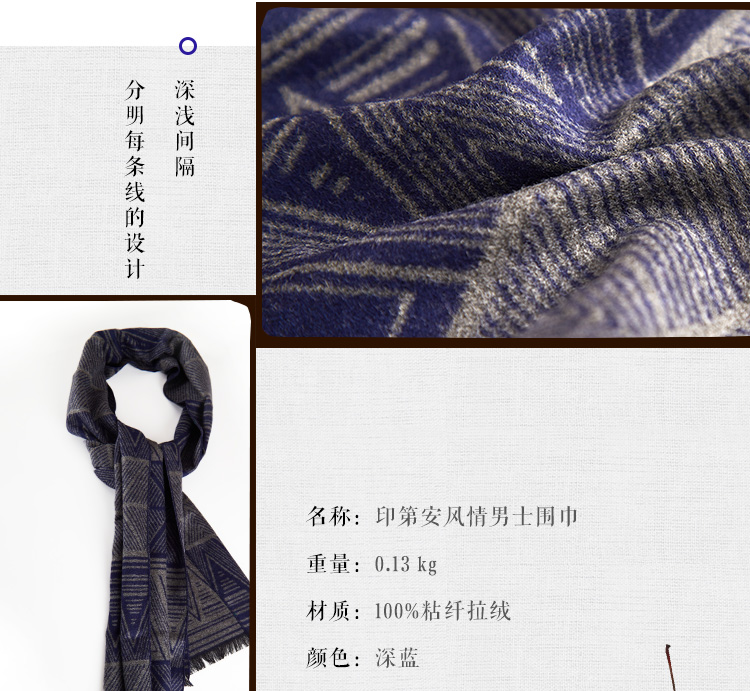 深浅间隔
分明每条线的设计
名称：印第安风情男士围巾
重量：0.13 kg
材质：100%粘纤拉绒
颜色：深蓝